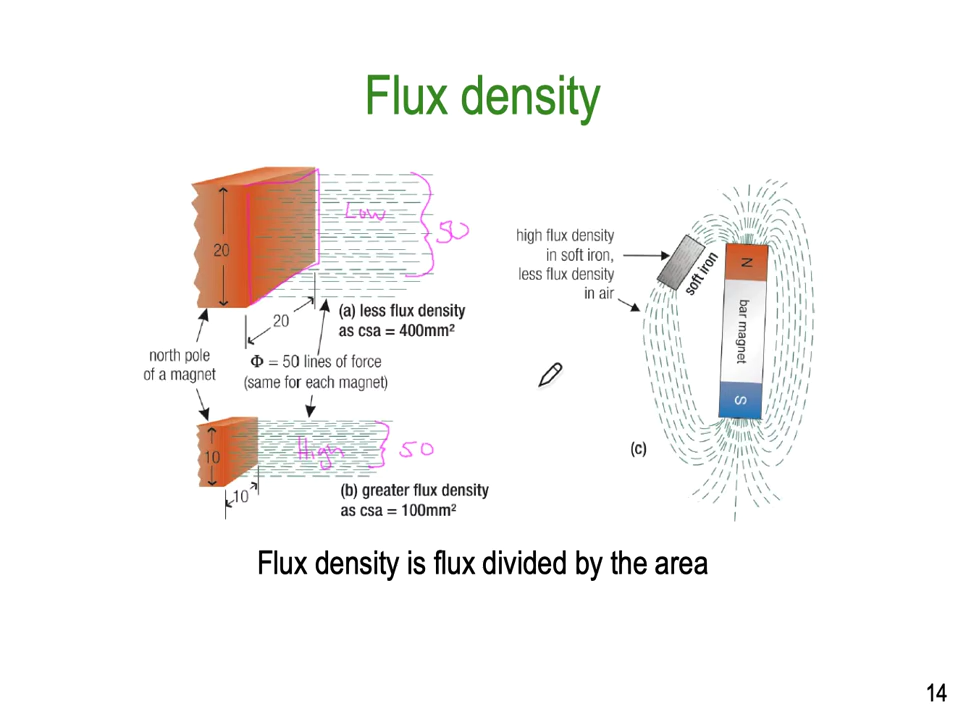 Flux density
20
20
Low
50
(a) less flux density
as csa = 400mm²
north pole
of a magnet
Φ = 50 lines of force
(same for each magnet)
10
10
High
50
(b) greater flux density
as csa = 100mm²
high flux density
in soft iron,
less flux density
in air
soft iron
N
bar magnet
S
(c)
Flux density is flux divided by the area
14